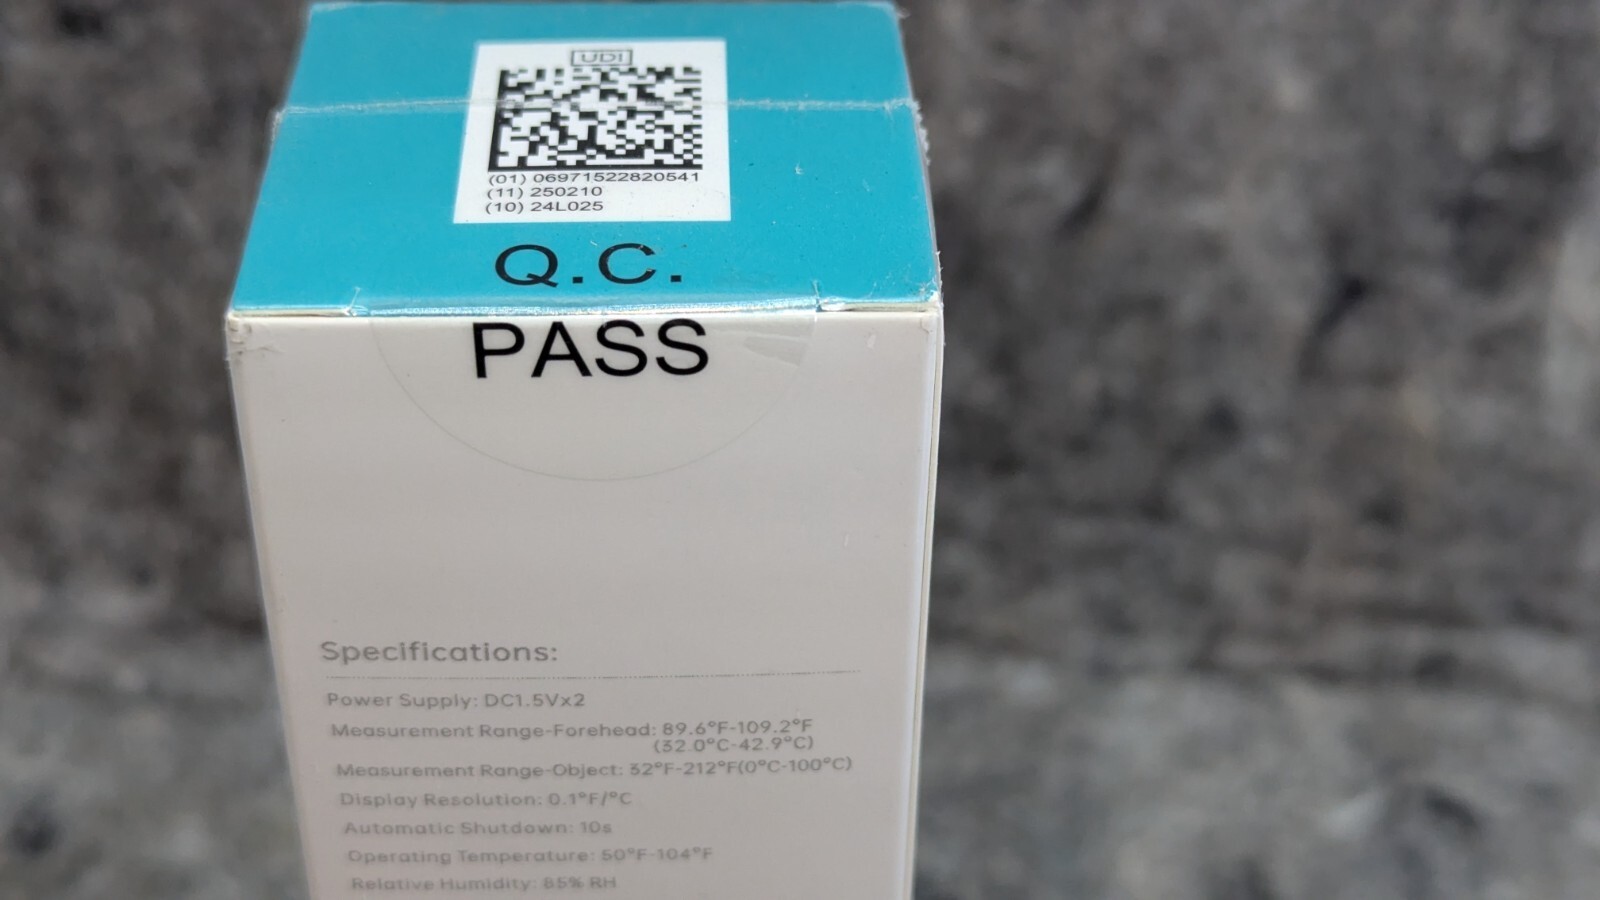 UDI
(01) 06971522820541
(11) 250210
(10) 24L025
Q.C.
PASS
Specifications:
Power Supply: DC1.5Vx2
Measurement Range-Forehead: 89.6°F-109.2°F
(32.0°C-42.9°C)
Measurement Range-Object: 32°F-212°F(0°C-100°C)
Display Resolution: 0.1°F/°C
Automatic Shutdown: 10s
Operating Temperature: 50°F-104°F
Relative Humidity: 85% RH